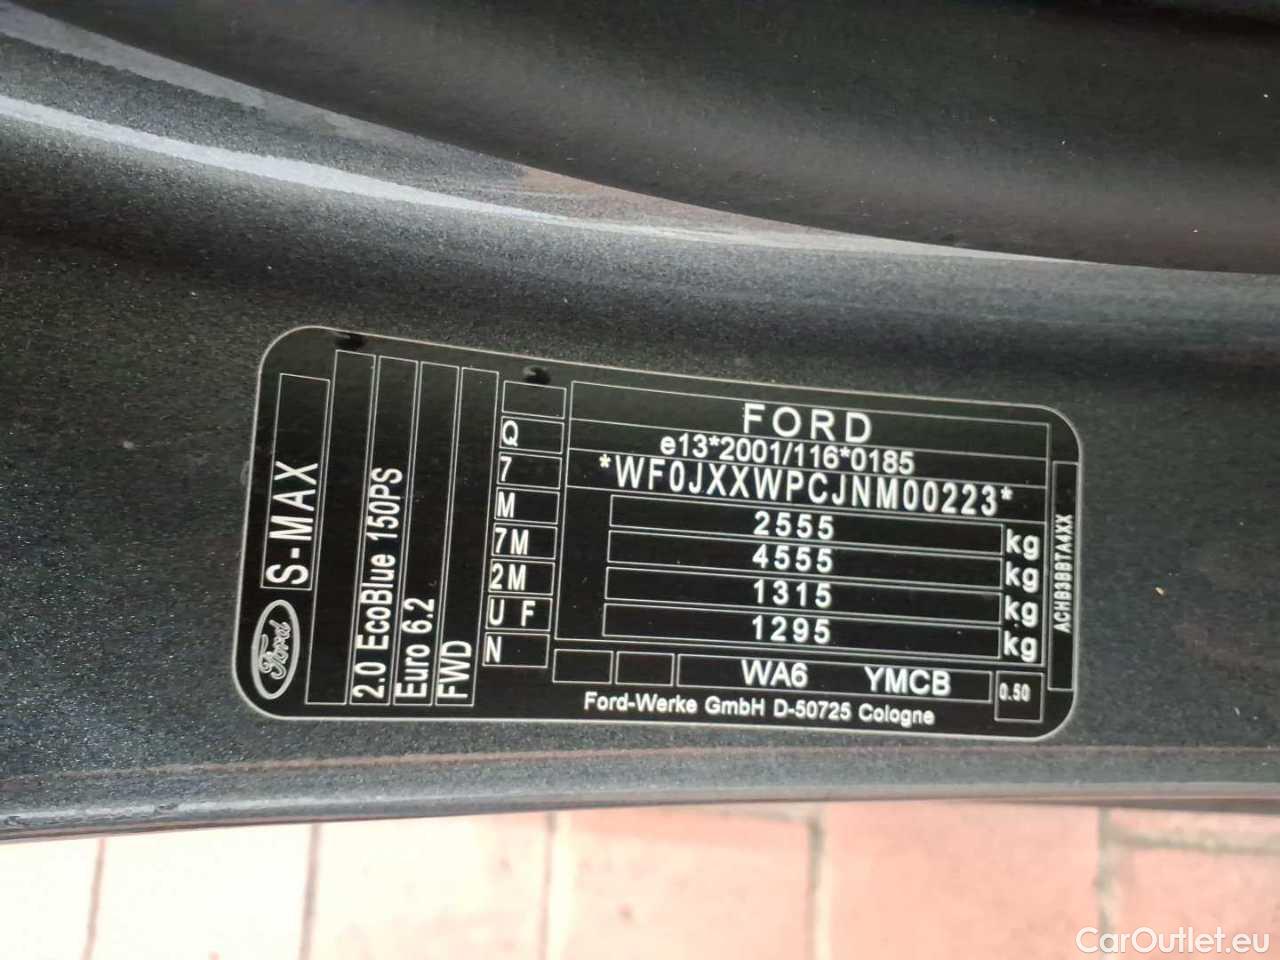 FORD
e13*2001/116*0185
*WF0JXXWPCJNM00223*
2555 kg
4555 kg
1315 kg
1295 kg
WA6 YMCB
0.50
Ford-Werke GmbH D-50725 Cologne
ACHB3BBTA4XX
Q
7
M
7M
2M
U F
N
Ford
S-MAX
2.0 EcoBlue 150PS
Euro 6.2
FWD
CarOutlet.eu